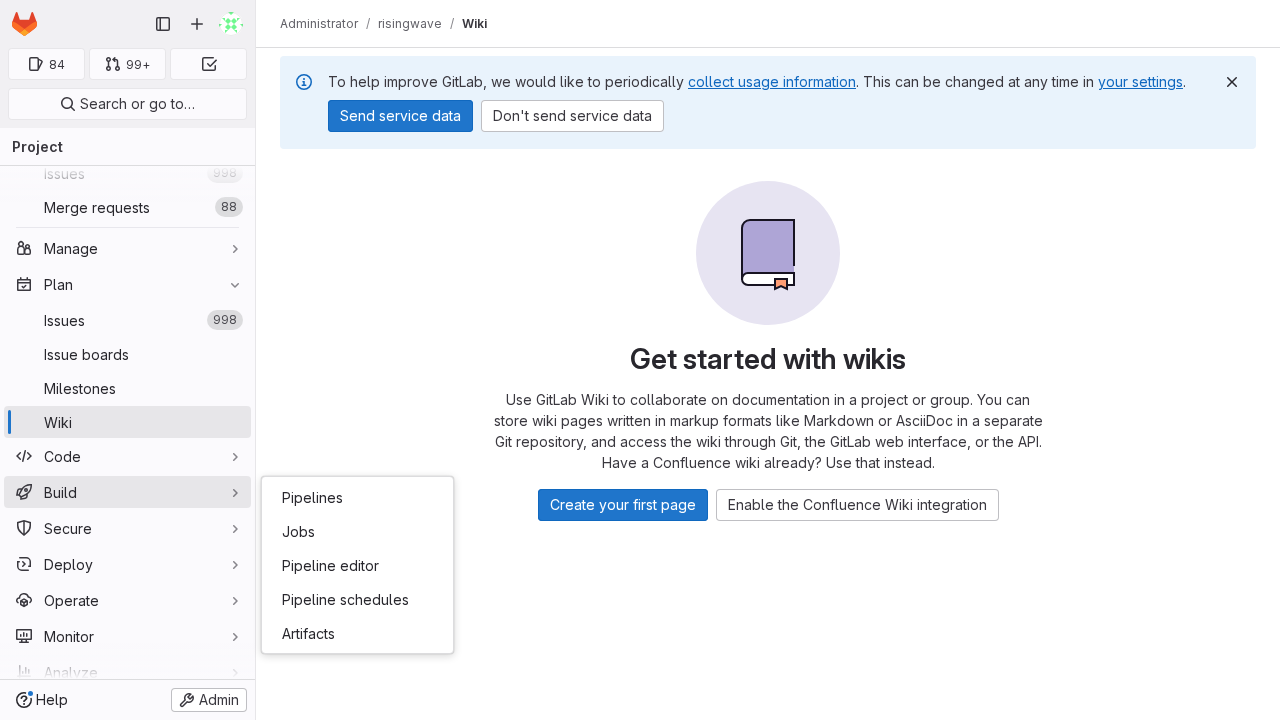 Administrator / risingwave / Wiki
84
99+
Search or go to…
Project
Issues 998
Merge requests 88
Manage
Plan
Issues 998
Issue boards
Milestones
Wiki
Code
Build
Secure
Deploy
Operate
Monitor
Analyze
Help
Admin
To help improve GitLab, we would like to periodically collect usage information. This can be changed at any time in your settings.
Send service data
Don't send service data
Get started with wikis
Use GitLab Wiki to collaborate on documentation in a project or group. You can
store wiki pages written in markup formats like Markdown or AsciiDoc in a separate
Git repository, and access the wiki through Git, the GitLab web interface, or the API.
Have a Confluence wiki already? Use that instead.
Create your first page
Enable the Confluence Wiki integration
Pipelines
Jobs
Pipeline editor
Pipeline schedules
Artifacts